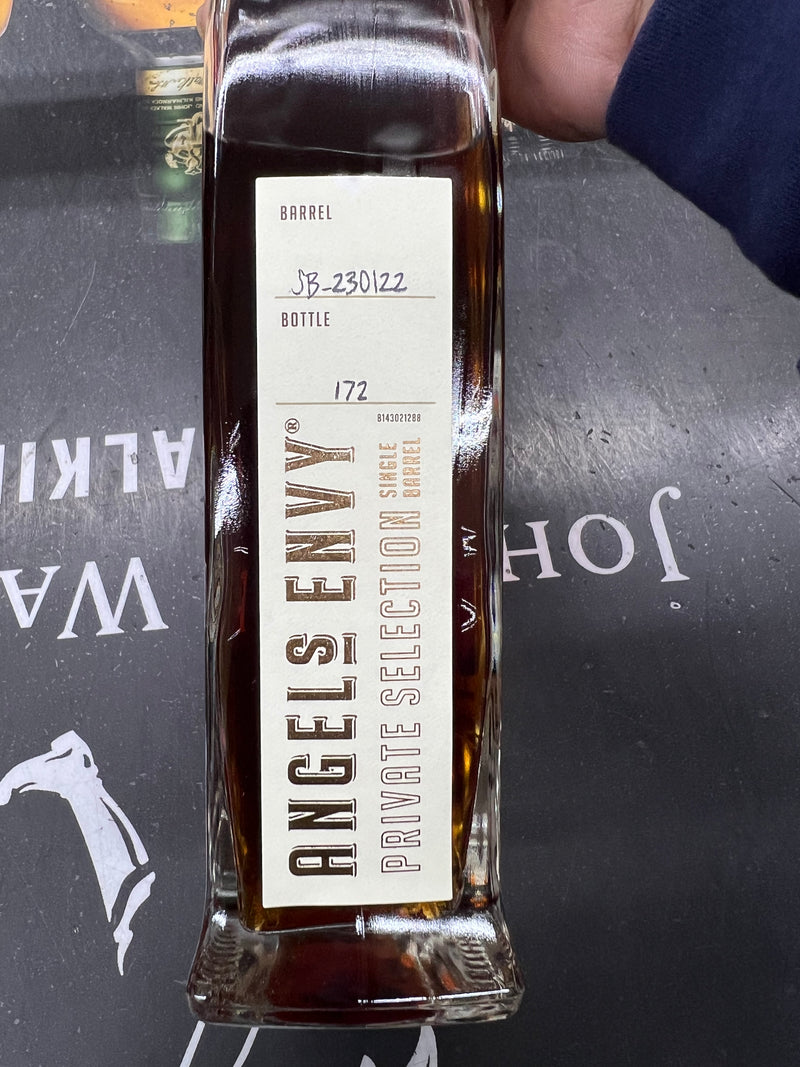 BARREL
SB-230122
BOTTLE
172
8143021288
ANGELS ENVY®
PRIVATE SELECTION
SINGLE
BARREL
JOH
WA
ALKI